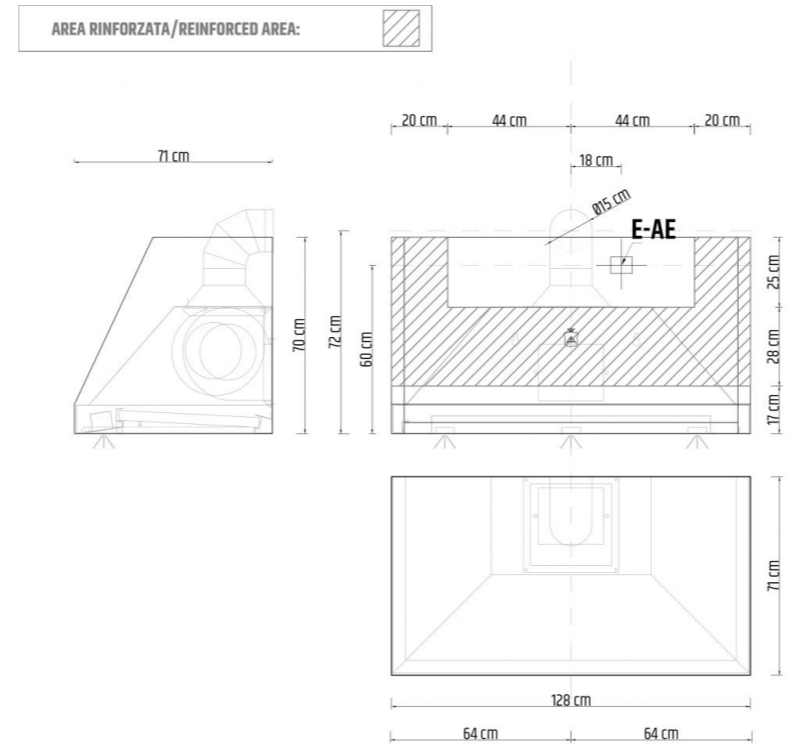 AREA RINFORZATA/REINFORCED AREA:
20 cm 44 cm 44 cm 20 cm
71 cm
18 cm
Ø15 cm
E-AE
25 cm
70 cm
72 cm
60 cm
28 cm
17 cm
71 cm
128 cm
64 cm 64 cm